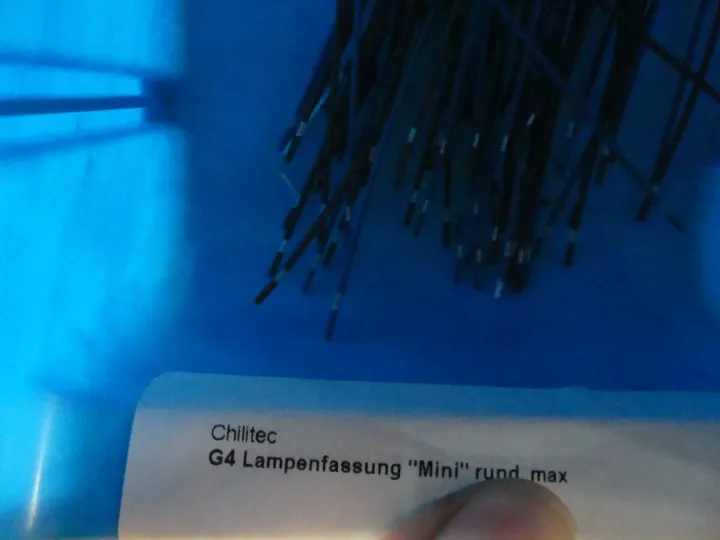 Chilitec
G4 Lampenfassung "Mini" rund max